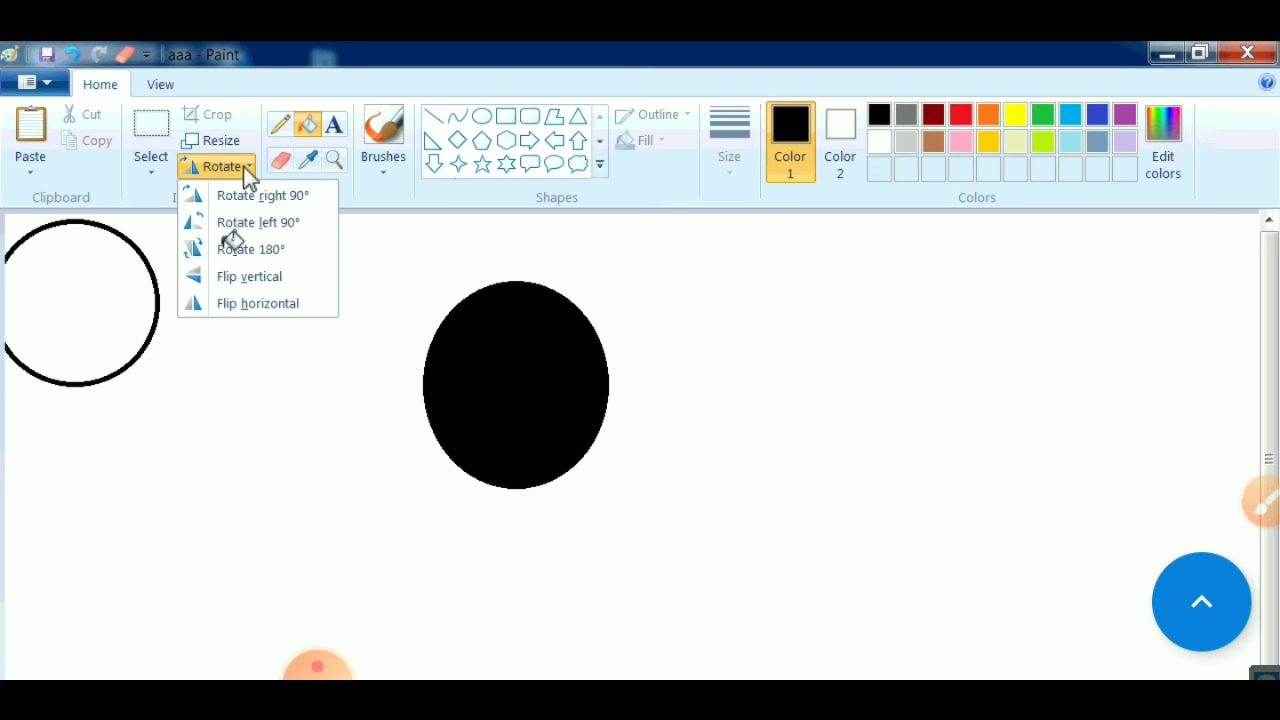 aaa - Paint
Home View
Paste
Cut
Copy
Clipboard
Select
Crop
Resize
Rotate
Rotate right 90°
Rotate left 90°
Rotate 180°
Flip vertical
Flip horizontal
A
Brushes
Outline
Fill
Shapes
Size
Color 1
Color 2
Edit colors
Colors